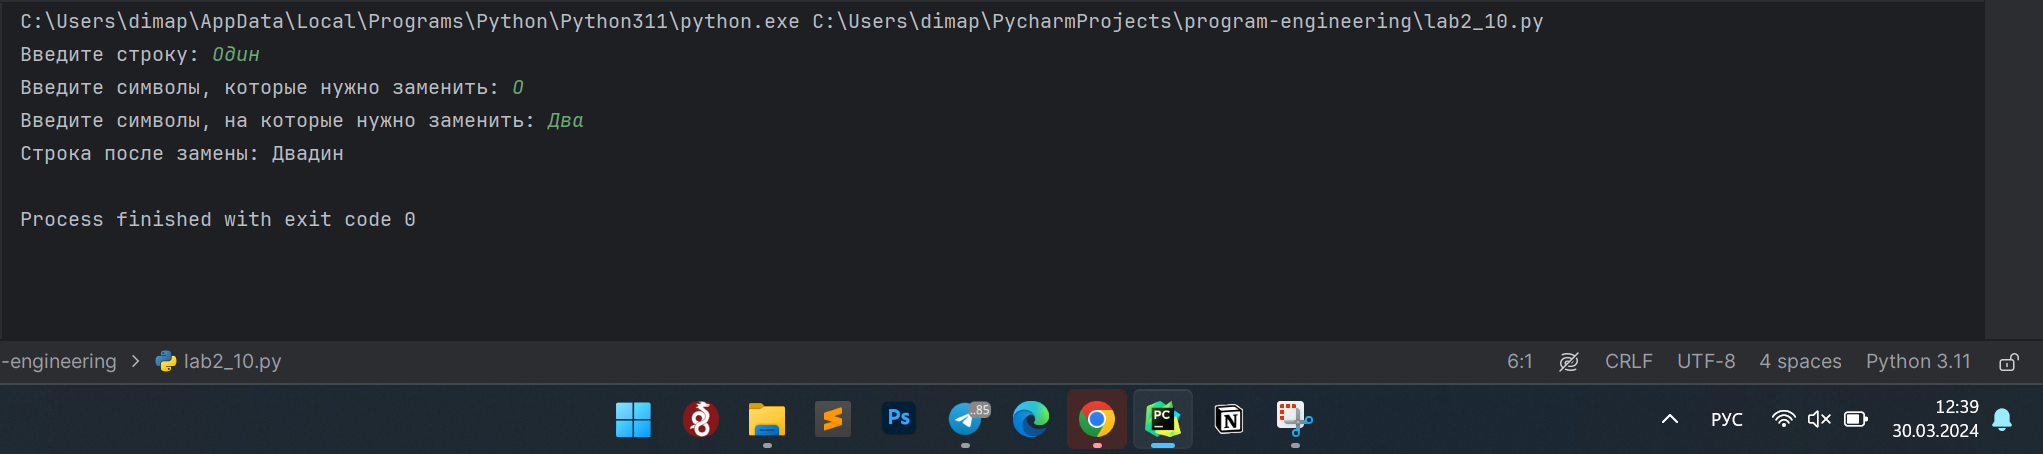 C:\Users\dimap\AppData\Local\Programs\Python\Python311\python.exe C:\Users\dimap\PycharmProjects\program-engineering\lab2_10.py
Введите строку: Один
Введите символы, которые нужно заменить: О
Введите символы, на которые нужно заменить: Два
Строка после замены: Двадин
Process finished with exit code 0
-engineering > lab2_10.py 6:1 CRLF UTF-8 4 spaces Python 3.11
Ps ..85 PC N РУС 12:39
30.03.2024